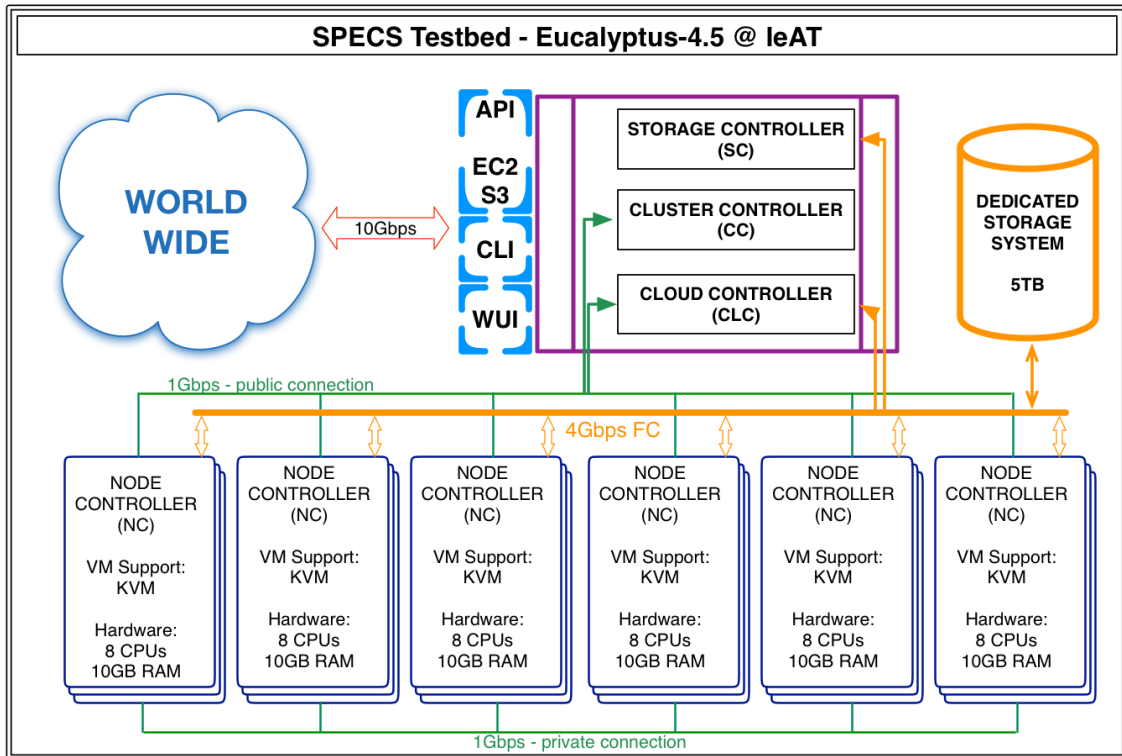 SPECS Testbed - Eucalyptus-4.5 @ IeAT
WORLD
WIDE
10Gbps
API
EC2
S3
CLI
WUI
STORAGE CONTROLLER
(SC)
CLUSTER CONTROLLER
(CC)
CLOUD CONTROLLER
(CLC)
DEDICATED
STORAGE
SYSTEM
5TB
1Gbps - public connection
4Gbps FC
NODE
CONTROLLER
(NC)
VM Support:
KVM
Hardware:
8 CPUs
10GB RAM
NODE
CONTROLLER
(NC)
VM Support:
KVM
Hardware:
8 CPUs
10GB RAM
NODE
CONTROLLER
(NC)
VM Support:
KVM
Hardware:
8 CPUs
10GB RAM
NODE
CONTROLLER
(NC)
VM Support:
KVM
Hardware:
8 CPUs
10GB RAM
NODE
CONTROLLER
(NC)
VM Support:
KVM
Hardware:
8 CPUs
10GB RAM
NODE
CONTROLLER
(NC)
VM Support:
KVM
Hardware:
8 CPUs
10GB RAM
1Gbps - private connection